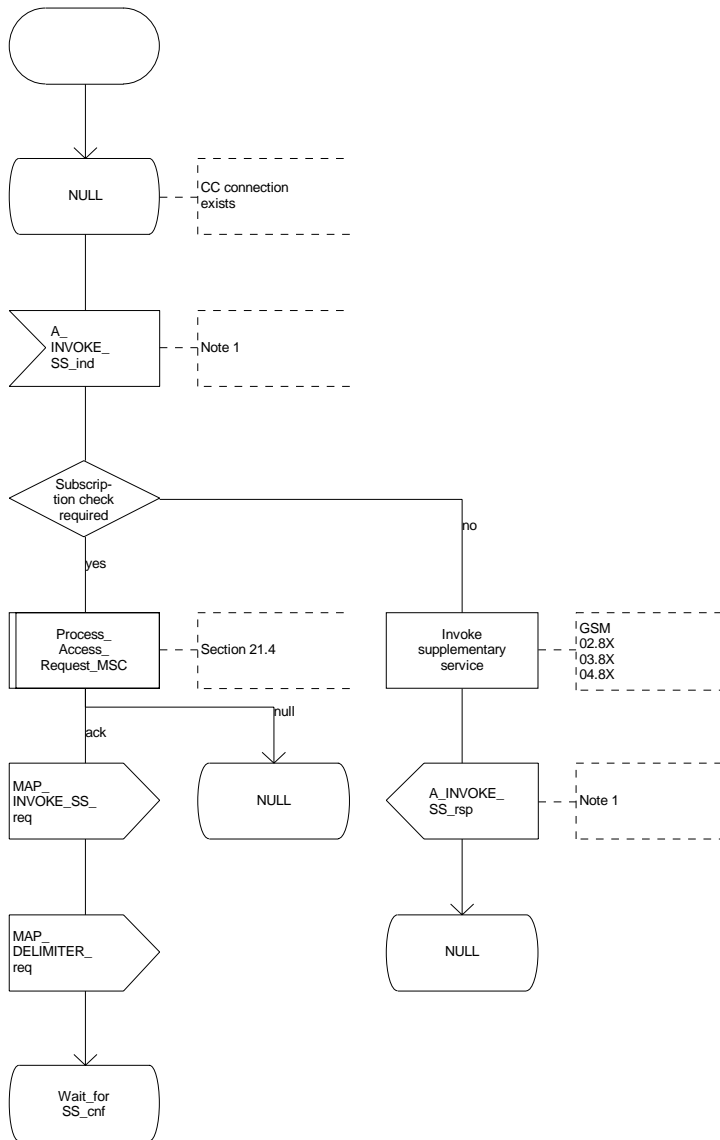 NULL
CC connection
exists
A_
INVOKE_
SS_ind
Note 1
Subscrip-
tion check
required
no
yes
Process_
Access_
Request_MSC
Section 21.4
Invoke
supplementary
service
GSM
02.8X
03.8X
04.8X
null
ack
MAP_
INVOKE_SS_
req
NULL
A_INVOKE_
SS_rsp
Note 1
MAP_
DELIMITER_
req
NULL
Wait_for
SS_cnf